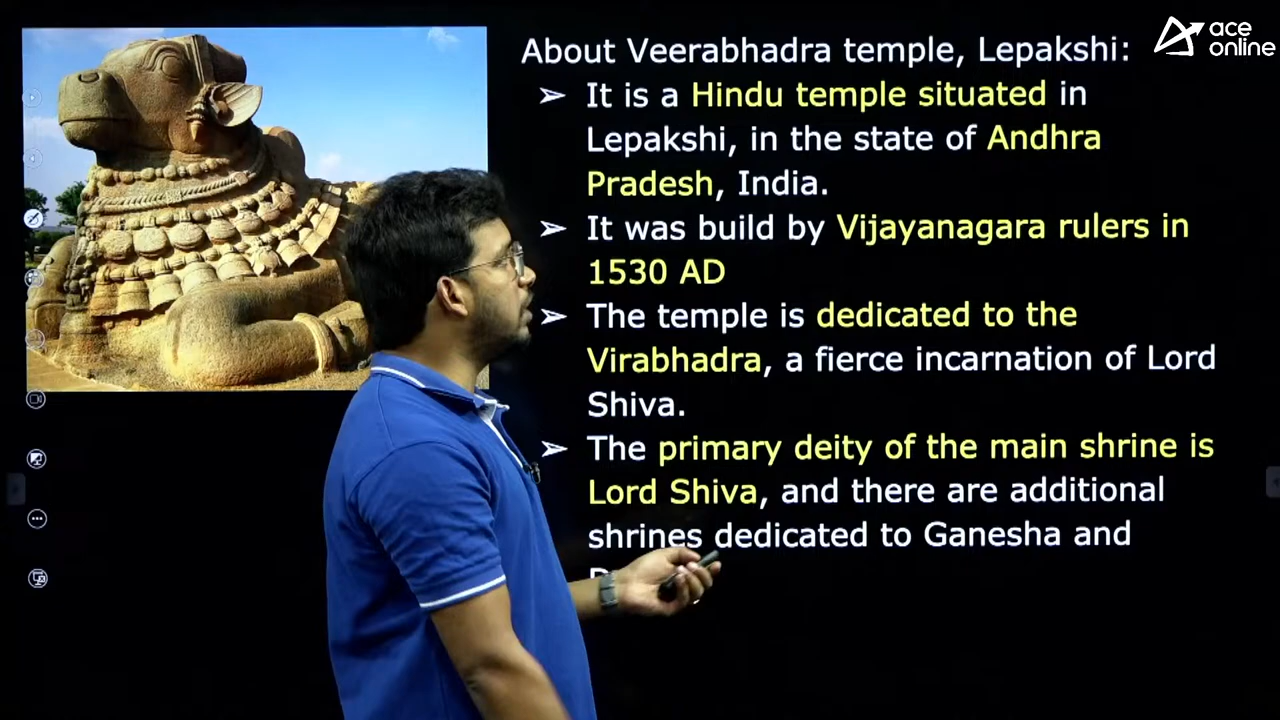 ace
online
About Veerabhadra temple, Lepakshi:
➢ It is a Hindu temple situated in
Lepakshi, in the state of Andhra
Pradesh, India.
➢ It was build by Vijayanagara rulers in
1530 AD
➢ The temple is dedicated to the
Virabhadra, a fierce incarnation of Lord
Shiva.
➢ The primary deity of the main shrine is
Lord Shiva, and there are additional
shrines dedicated to Ganesha and